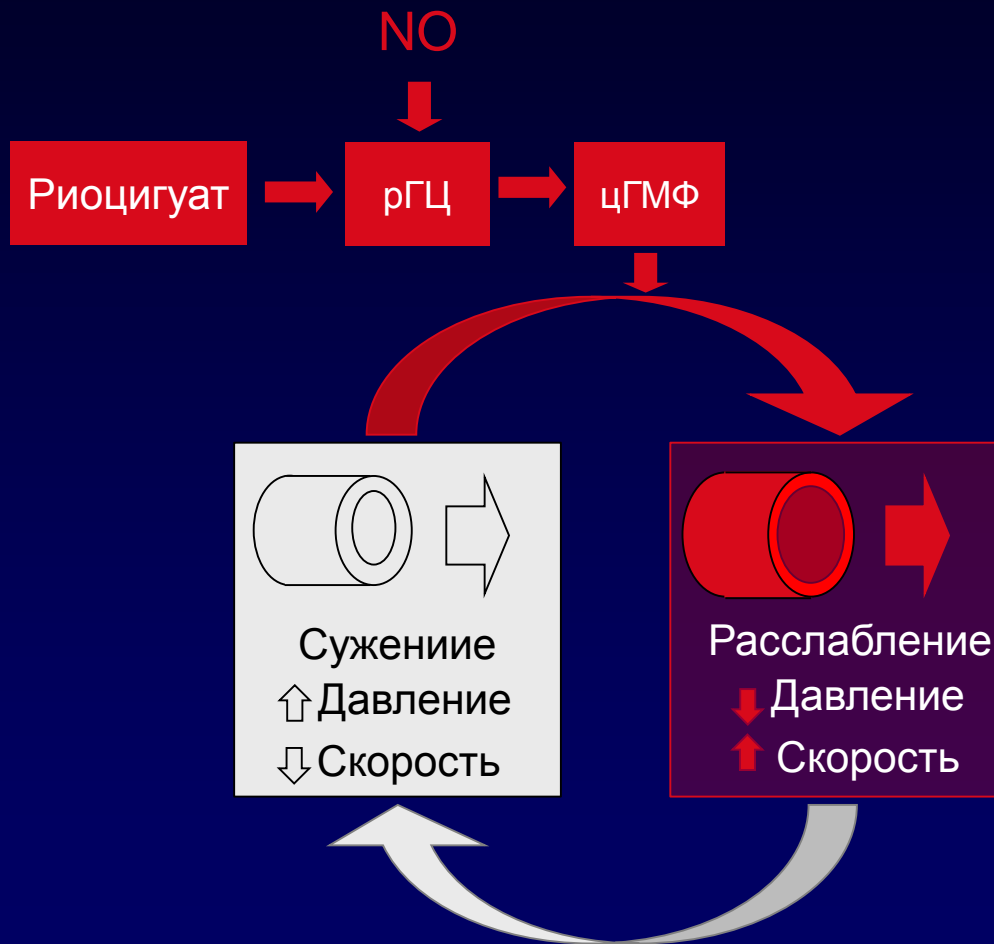 NO
Риоцигуат
рГЦ
цГМФ
Сужениие
Давление
Скорость
Расслабление
Давление
Скорость